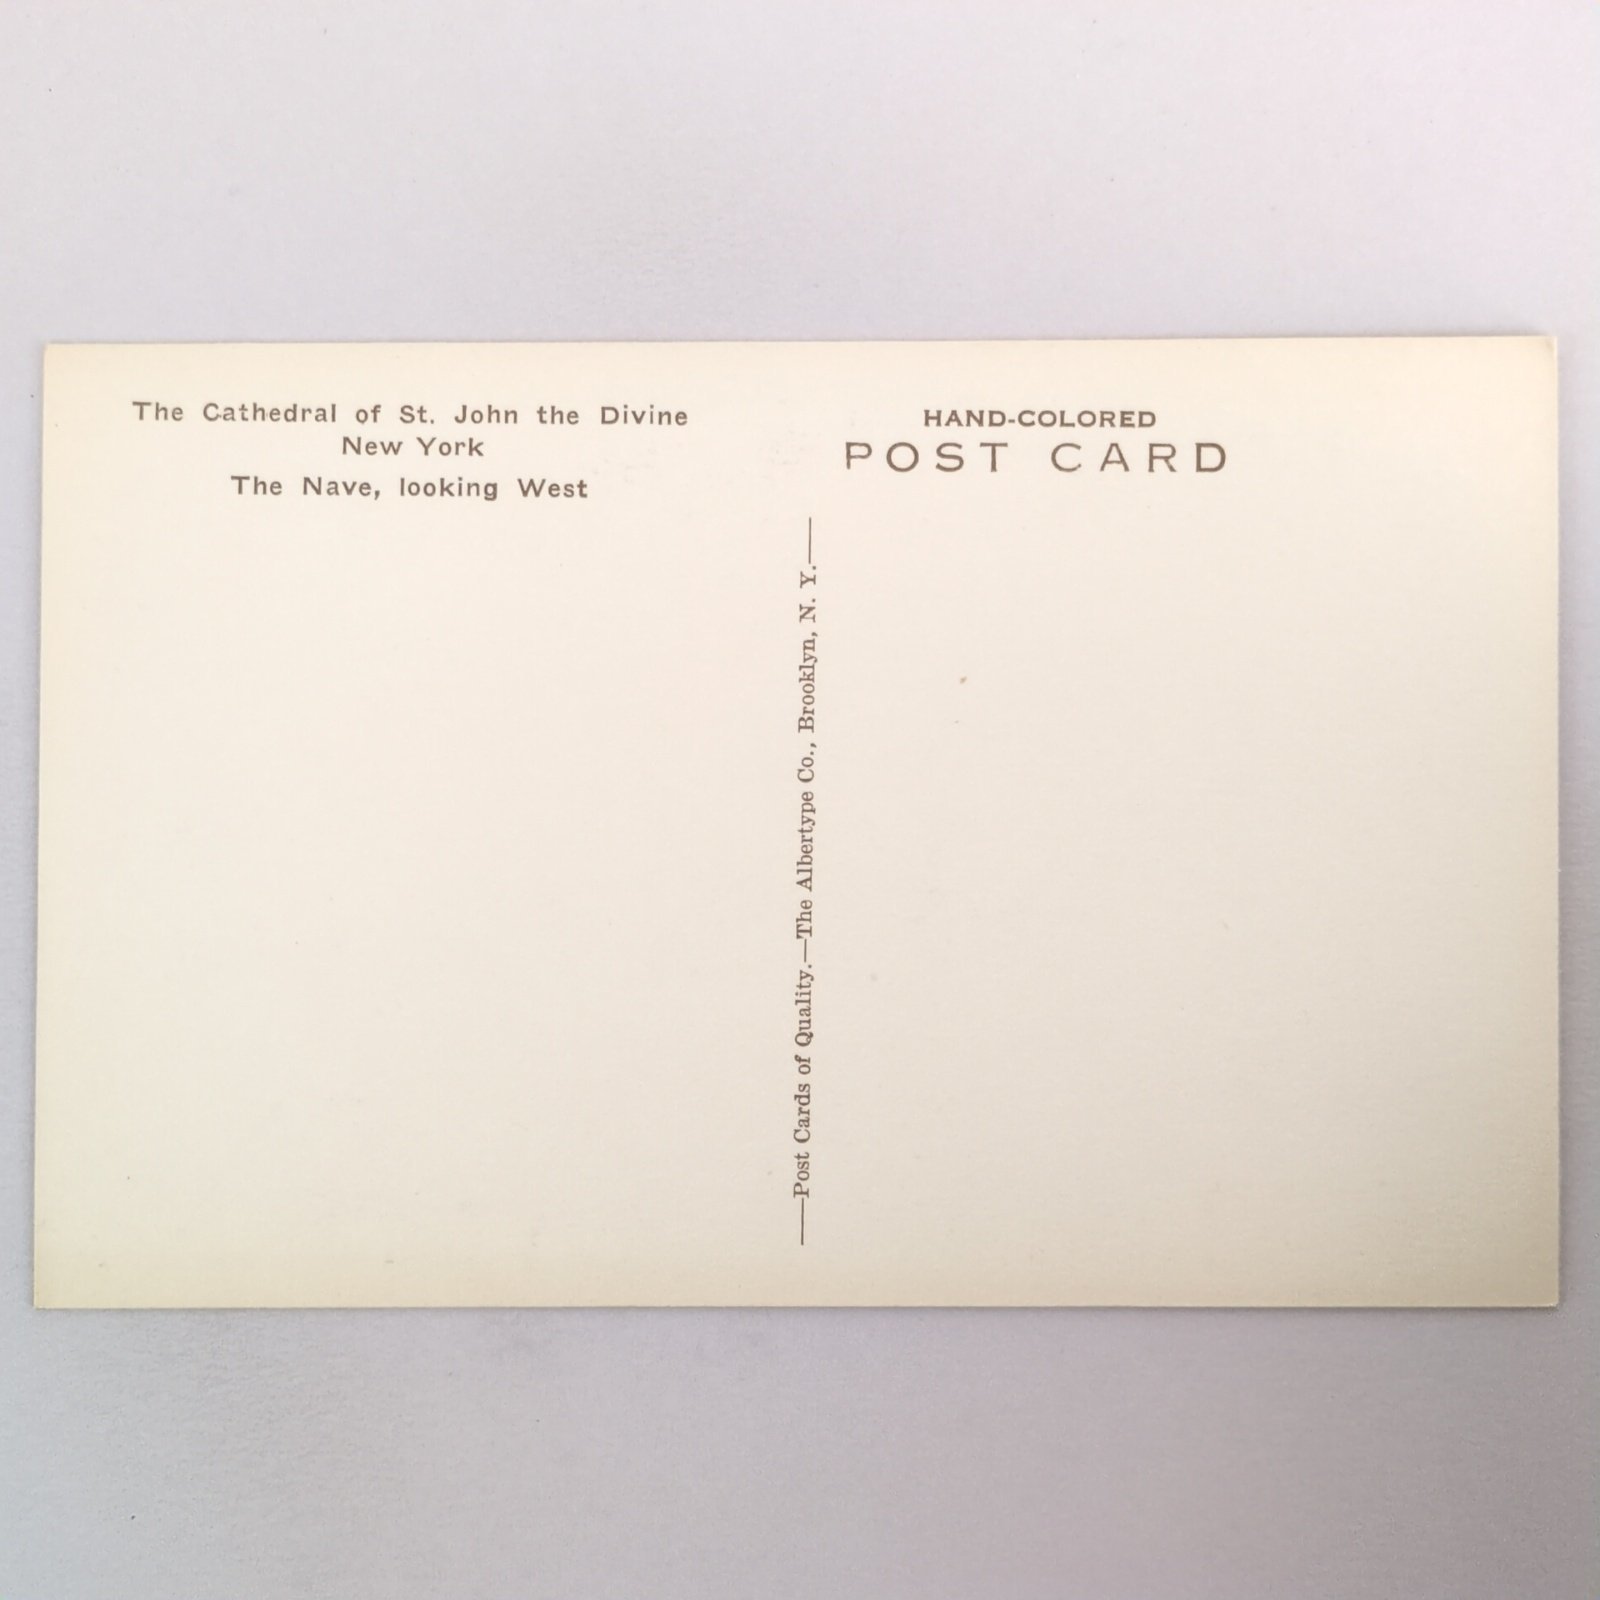 The Cathedral of St. John the Divine
New York
The Nave, looking West
HAND-COLORED
POST CARD
—Post Cards of Quality.—The Albertype Co., Brooklyn, N. Y.—